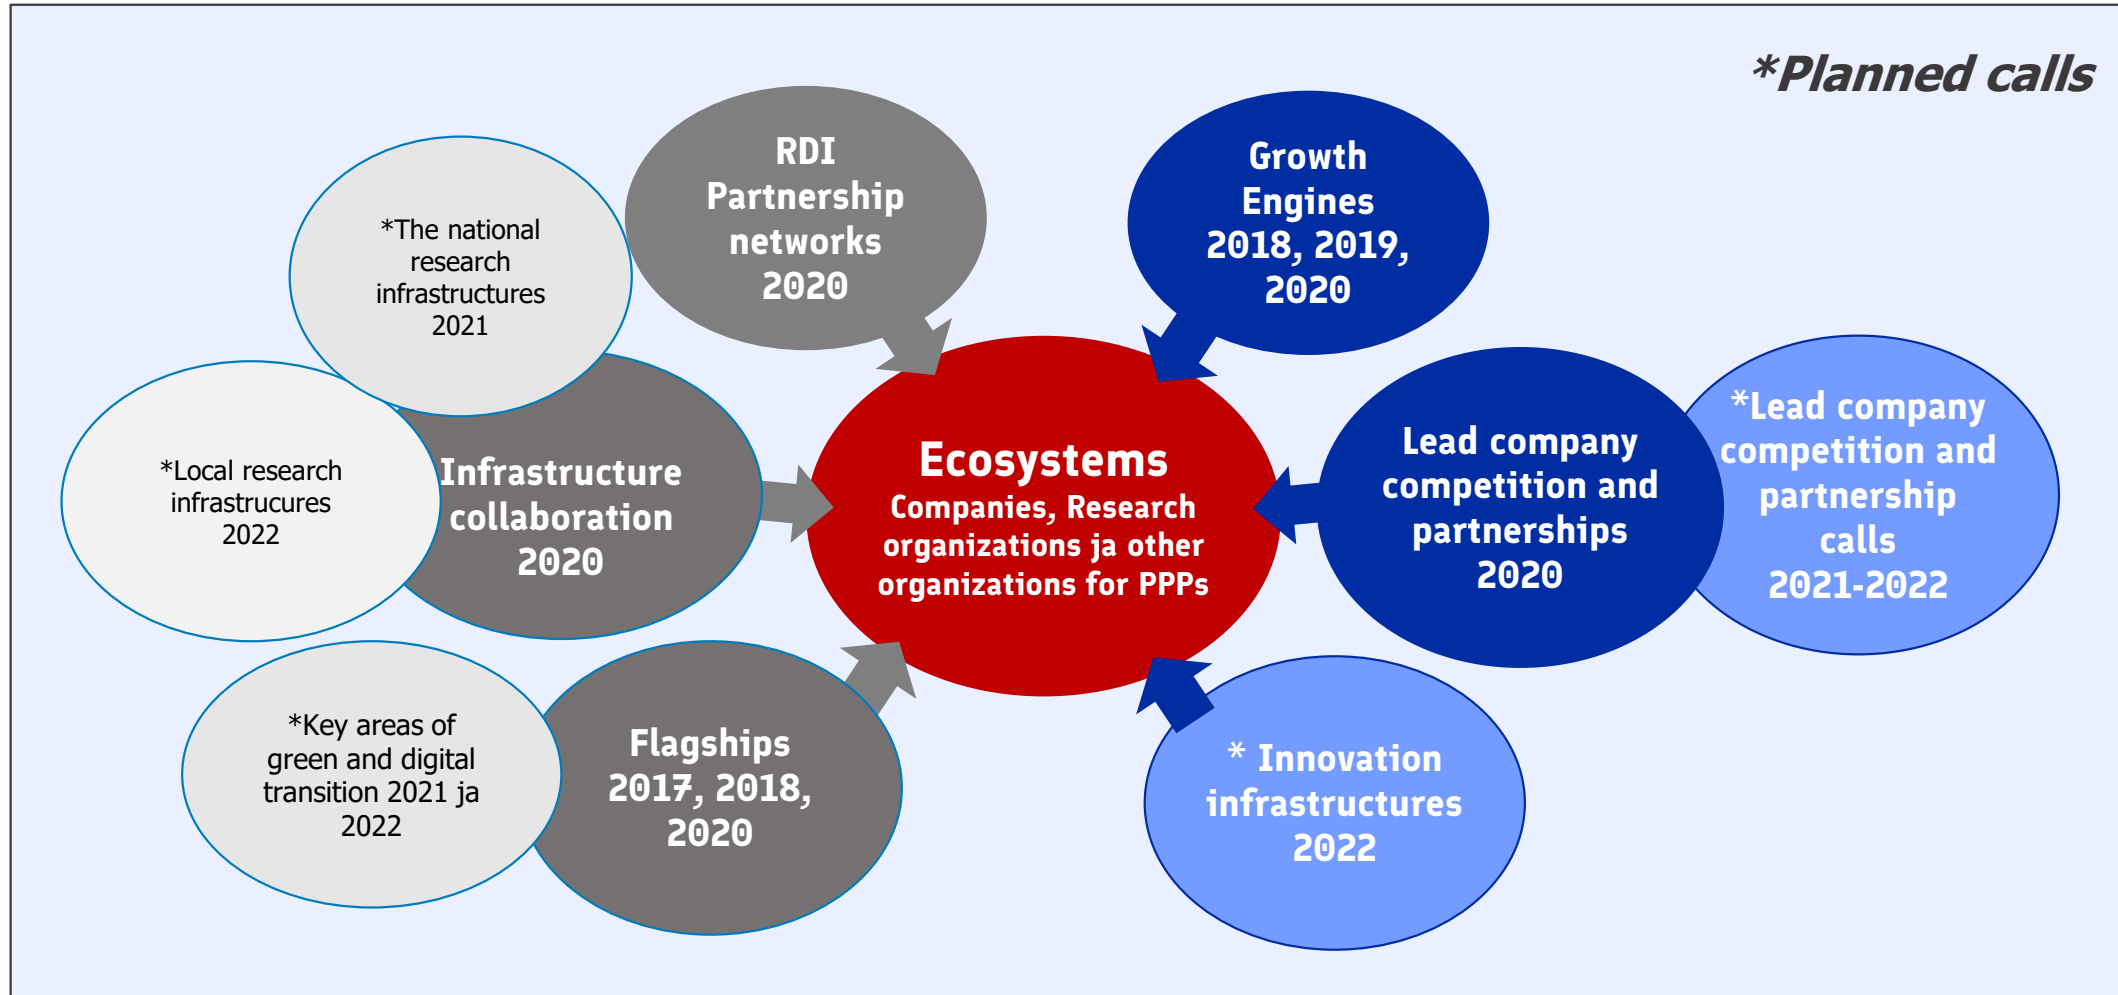 *Planned calls
RDI
Partnership
networks
2020
Growth
Engines
2018, 2019,
2020
*The national
research
infrastructures
2021
*Local research
infrastrucures
2022
Infrastructure
collaboration
2020
Ecosystems
Companies, Research
organizations ja other
organizations for PPPs
Lead company
competition and
partnerships
2020
*Lead company
competition and
partnership
calls
2021-2022
*Key areas of
green and digital
transition 2021 ja
2022
Flagships
2017, 2018,
2020
* Innovation
infrastructures
2022